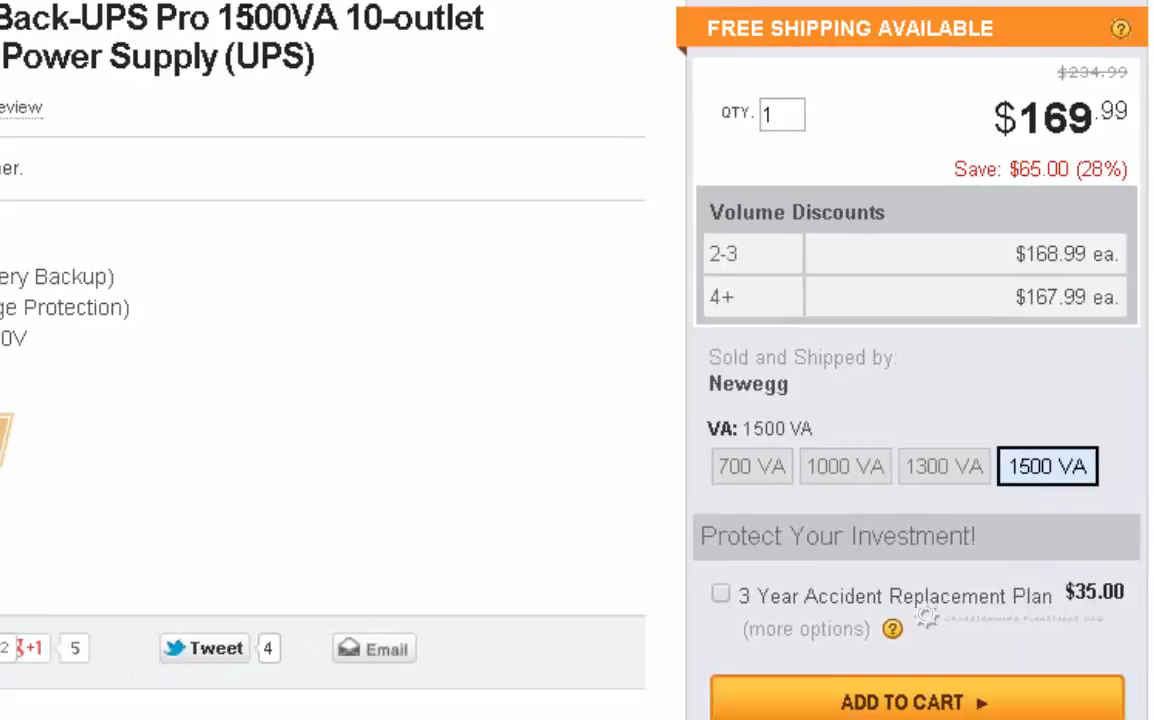 Back-UPS Pro 1500VA 10-outlet
Power Supply (UPS)
eview
er.
ery Backup)
ge Protection)
0V
2 +1 5
Tweet 4
Email
FREE SHIPPING AVAILABLE ?
$234.99
QTY. 1
$169.99
Save: $65.00 (28%)
Volume Discounts
2-3 $168.99 ea.
4+ $167.99 ea.
Sold and Shipped by:
Newegg
VA: 1500 VA
700 VA 1000 VA 1300 VA 1500 VA
Protect Your Investment!
3 Year Accident Replacement Plan $35.00
(more options) ?
ADD TO CART ►